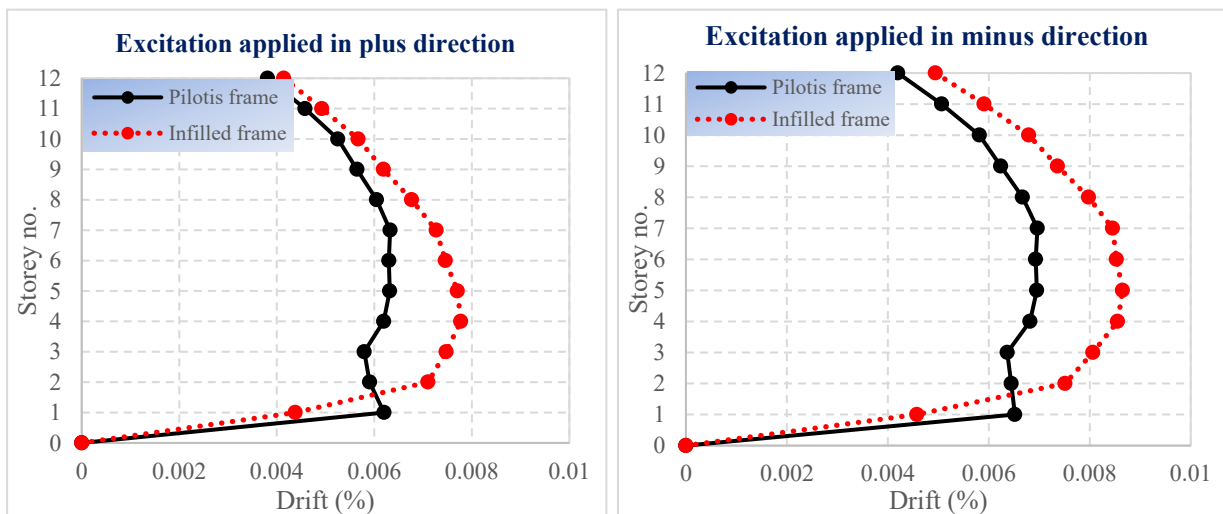 Excitation applied in plus direction
12
11
10
9
8
7
6
5
4
3
2
1
0
Storey no.
Pilotis frame
Infilled frame
0 0.002 0.004 0.006 0.008 0.01
Drift (%)
Excitation applied in minus direction
12
11
10
9
8
7
6
5
4
3
2
1
0
Storey no.
Pilotis frame
Infilled frame
0 0.002 0.004 0.006 0.008 0.01
Drift (%)